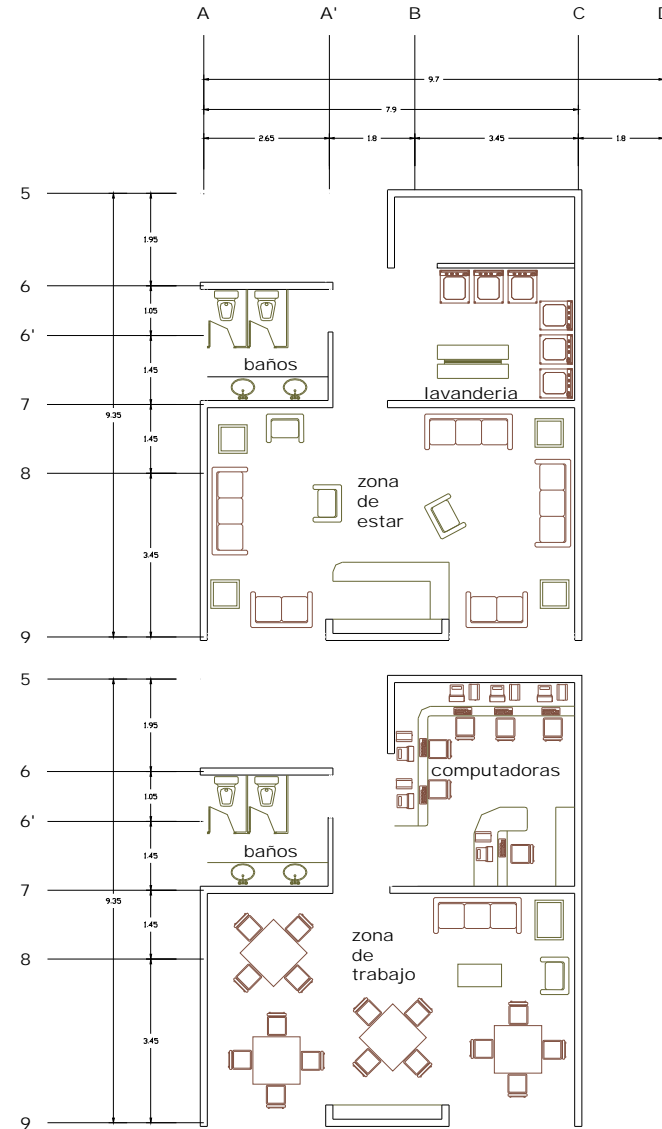 A A' B C D
9.7
7.9
2.65 1.8 3.45 1.8
5
1.95
6
1.05
6'
baños
1.45
lavanderia
7
9.35
1.45
8
zona
de
estar
3.45
9
5
1.95
computadoras
6
1.05
6'
baños
1.45
7
9.35
1.45
zona
de
trabajo
8
3.45
9